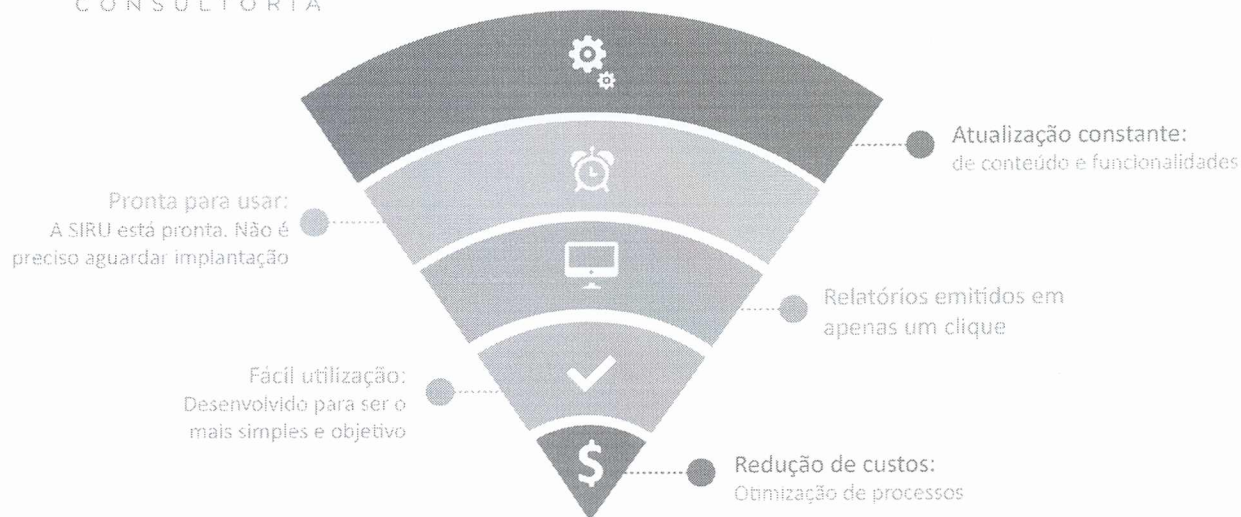 CONSULTORIA
Atualização constante:
de conteúdo e funcionalidades
Pronta para usar:
A SIRU está pronta. Não é
preciso aguardar implantação
Relatórios emitidos em
apenas um clique
Fácil utilização:
Desenvolvido para ser o
mais simples e objetivo
$
Redução de custos:
Otimização de processos